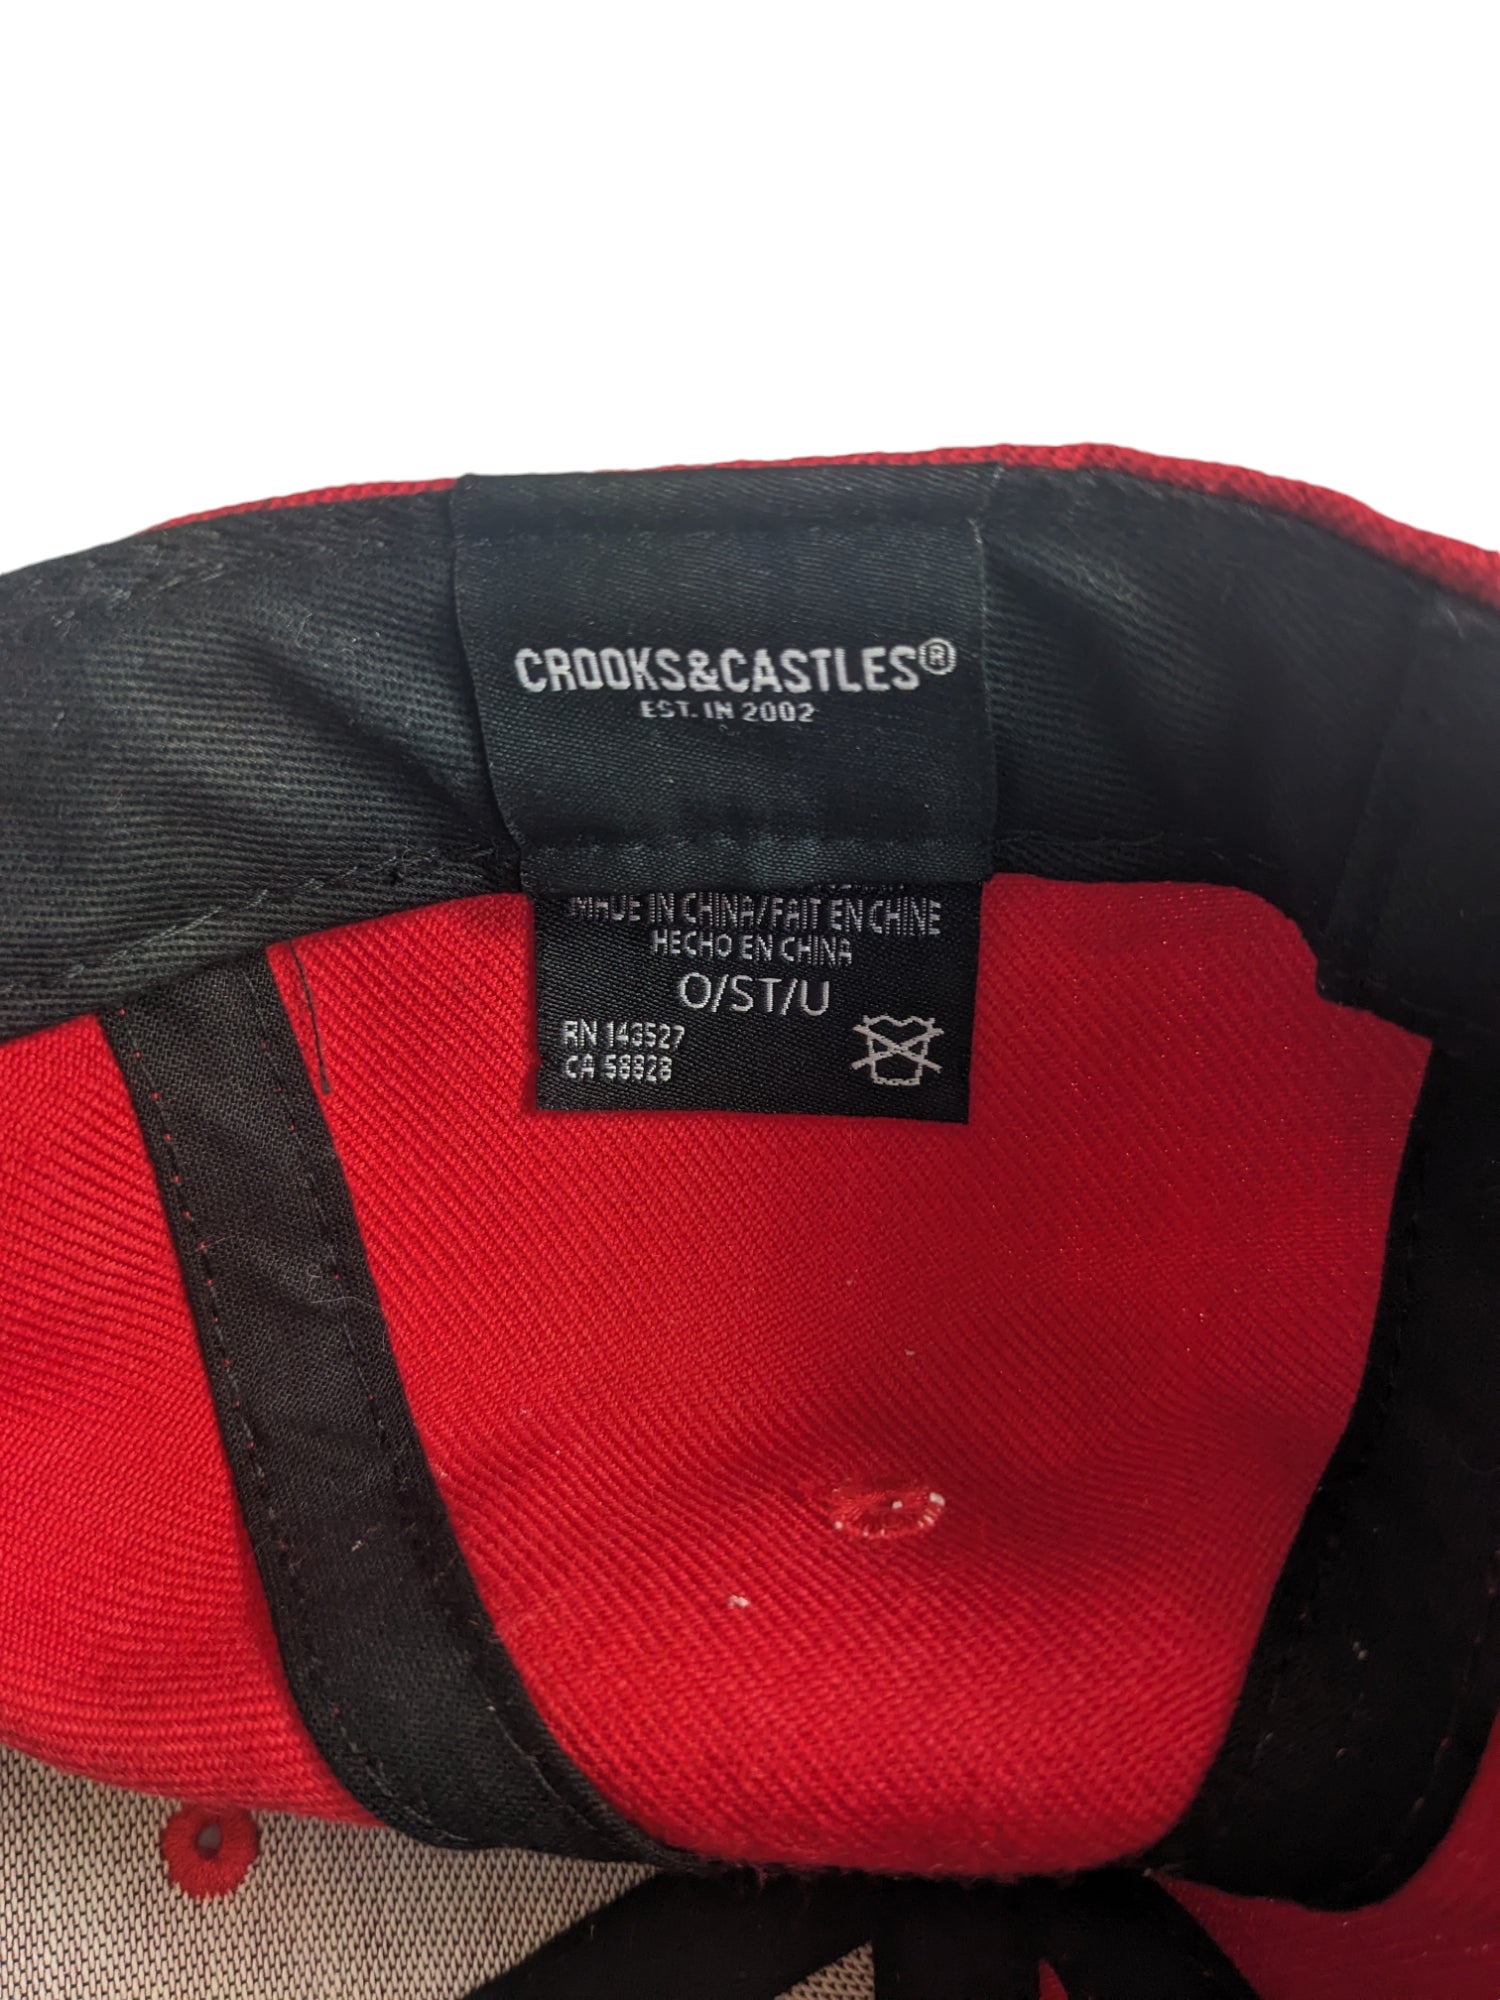 CROOKS&CASTLES®
EST. IN 2002
MADE IN CHINA/FAIT EN CHINE
HECHO EN CHINA
O/ST/U
RN 143527
CA 58828